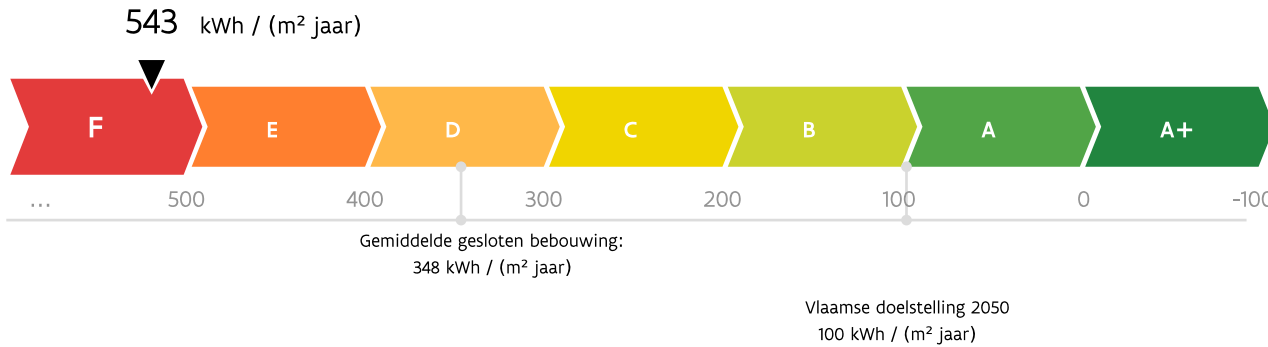 543 kWh / (m² jaar)
F E D C B A A+
... 500 400 300 200 100 0 -100
Gemiddelde gesloten bebouwing:
348 kWh / (m² jaar)
Vlaamse doelstelling 2050
100 kWh / (m² jaar)